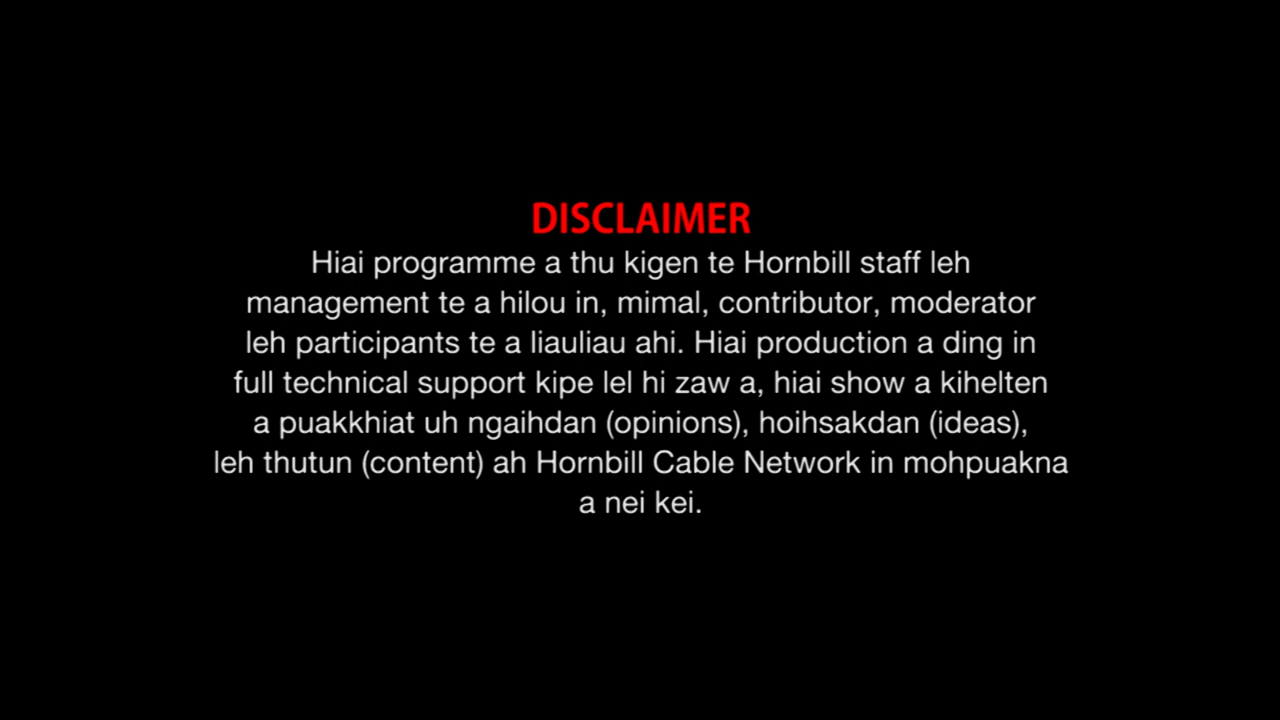 DISCLAIMER
Hiai programme a thu kigen te Hornbill staff leh
management te a hilou in, mimal, contributor, moderator
leh participants te a liauliau ahi. Hiai production a ding in
full technical support kipe lel hi zaw a, hiai show a kihelten
a puakkhiat uh ngaihdan (opinions), hoihsakdan (ideas),
leh thutun (content) ah Hornbill Cable Network in mohpuakna
a nei kei.